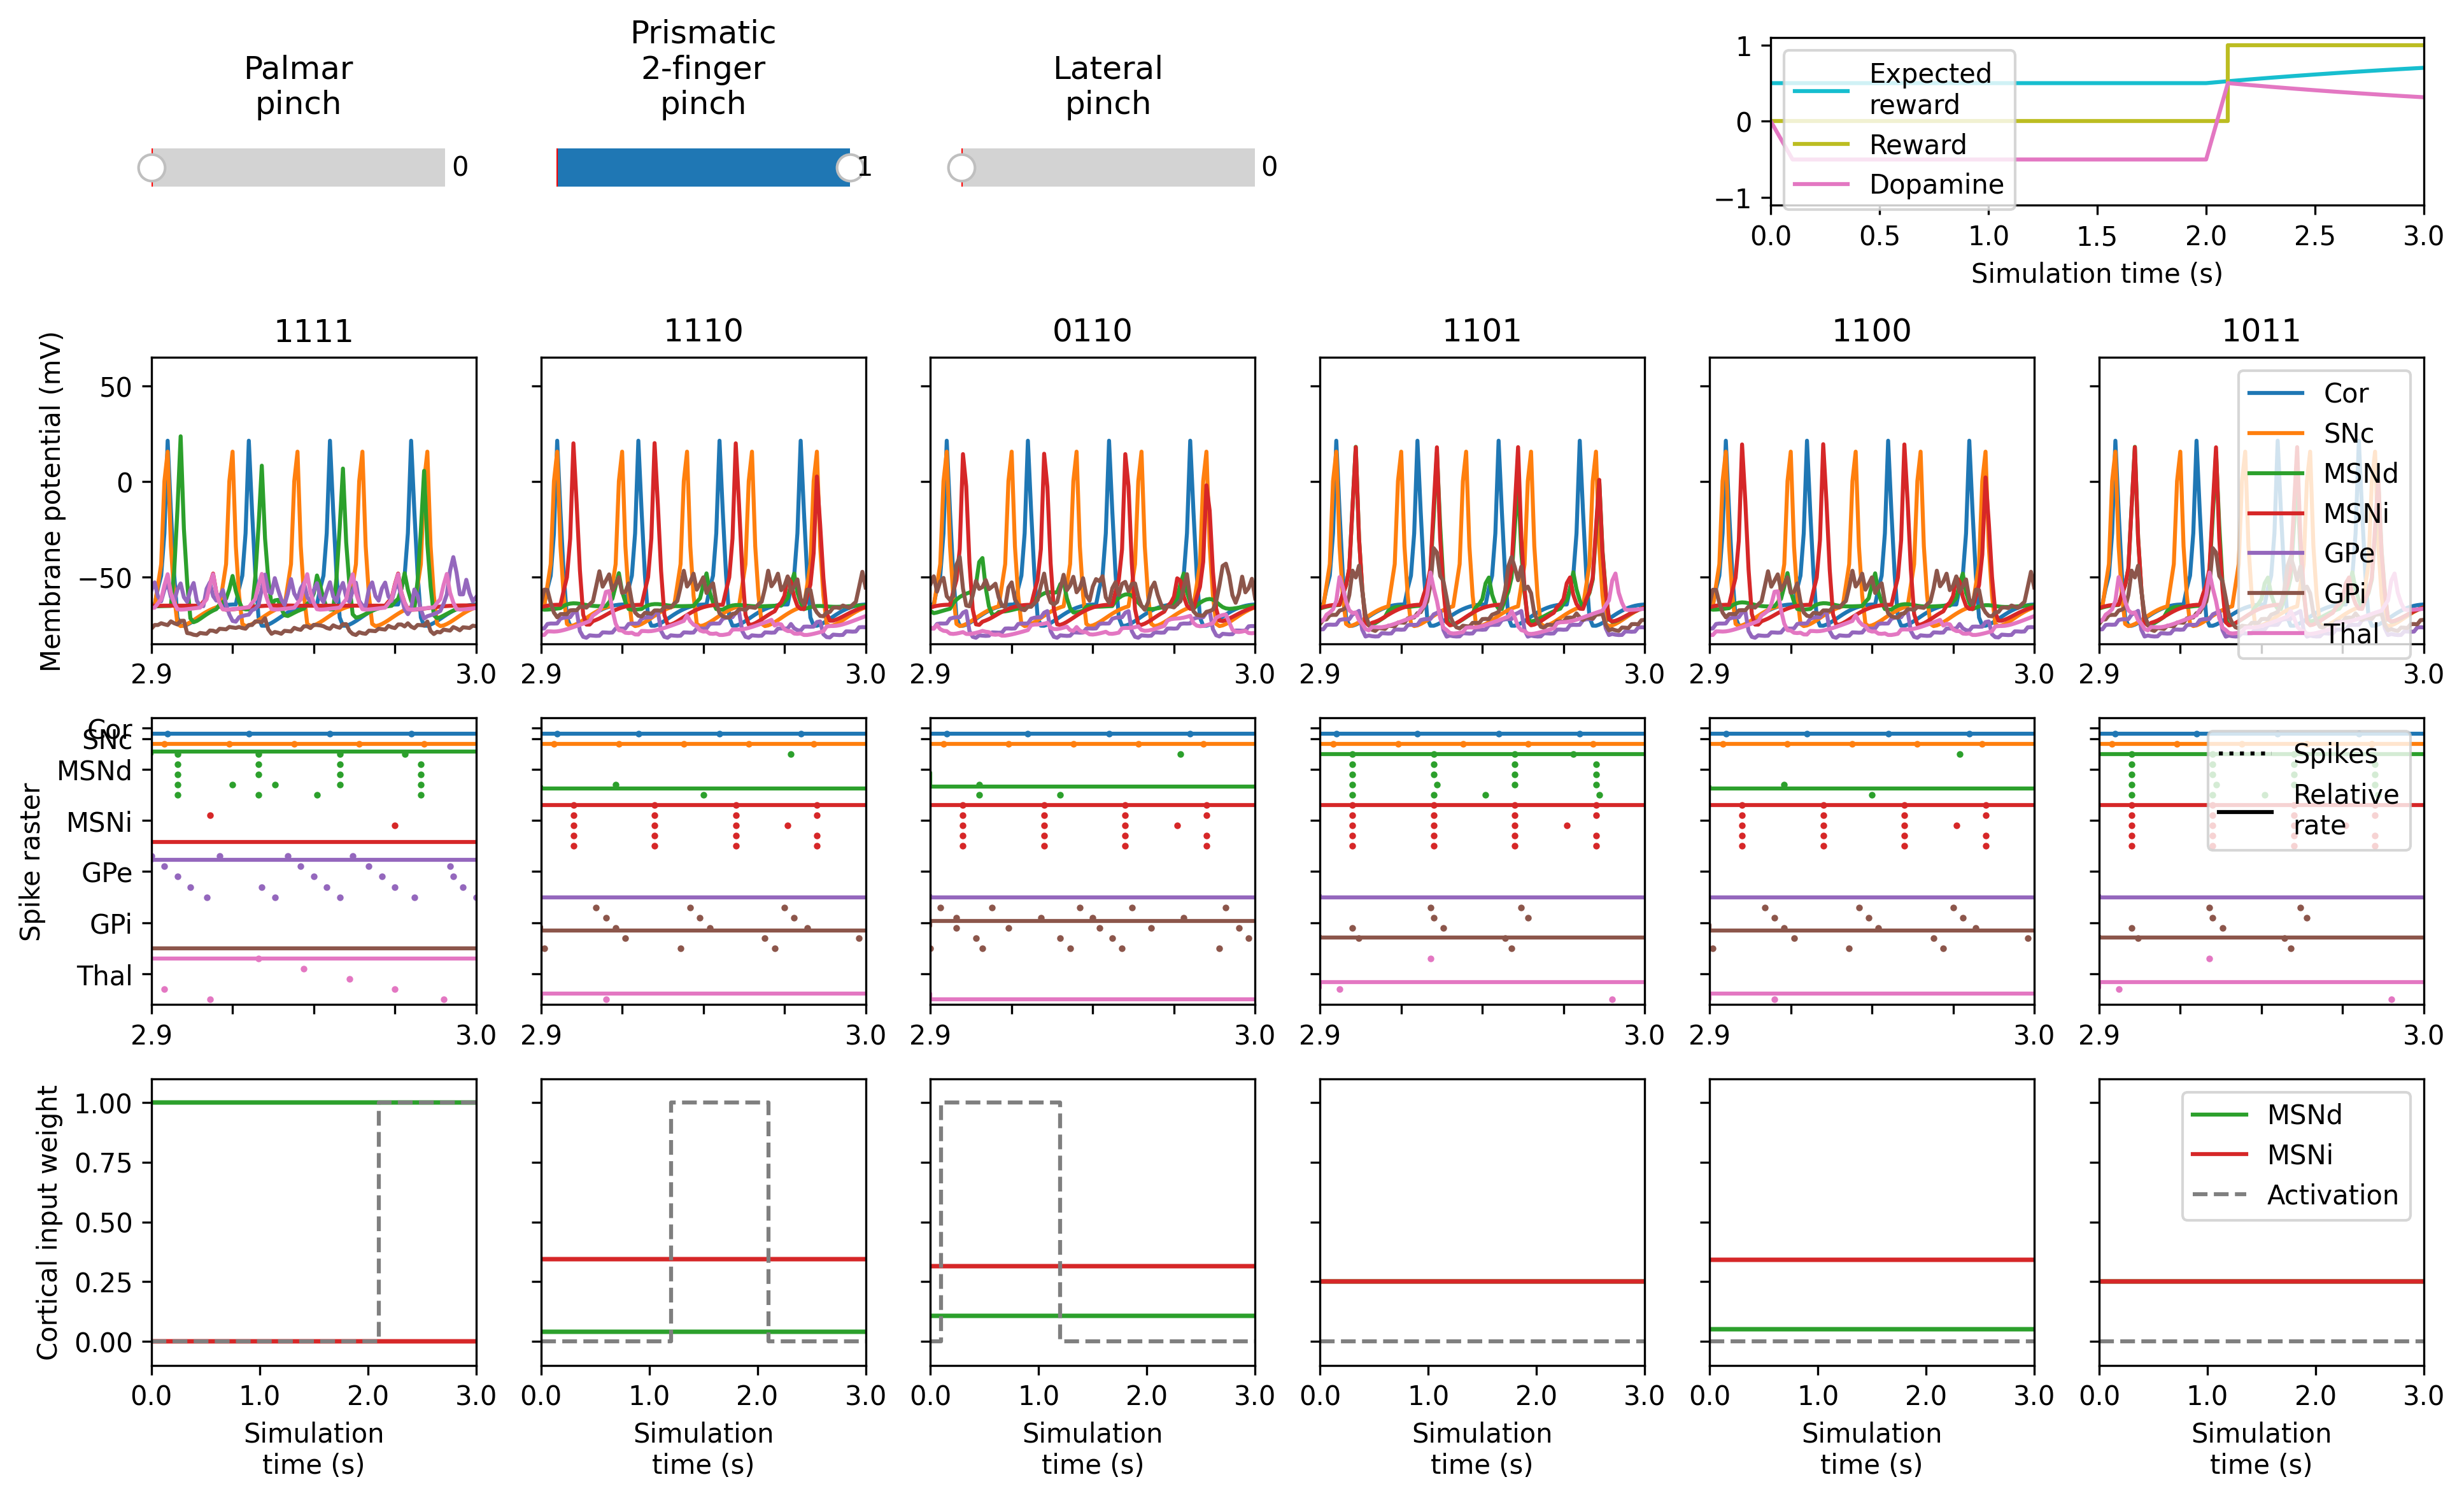 Palmar
pinch
0
Prismatic
2-finger
pinch
1
Lateral
pinch
0
1
0
−1
Expected
reward
Reward
Dopamine
0.0 0.5 1.0 1.5 2.0 2.5 3.0
Simulation time (s)
1111 1110 0110 1101 1100 1011
Membrane potential (mV)
50
0
−50
Cor
SNc
MSNd
MSNi
GPe
GPi
Thal
2.9 3.0 2.9 3.0 2.9 3.0 2.9 3.0 2.9 3.0 2.9 3.0
Spike raster
Cor
SNc
MSNd
MSNi
GPe
GPi
Thal
Spikes
Relative
rate
2.9 3.0 2.9 3.0 2.9 3.0 2.9 3.0 2.9 3.0 2.9 3.0
Cortical input weight
1.00
0.75
0.50
0.25
0.00
MSNd
MSNi
Activation
0.0 1.0 2.0 3.0 0.0 1.0 2.0 3.0 0.0 1.0 2.0 3.0 0.0 1.0 2.0 3.0 0.0 1.0 2.0 3.0 0.0 1.0 2.0 3.0
Simulation
time (s)
Simulation
time (s)
Simulation
time (s)
Simulation
time (s)
Simulation
time (s)
Simulation
time (s)